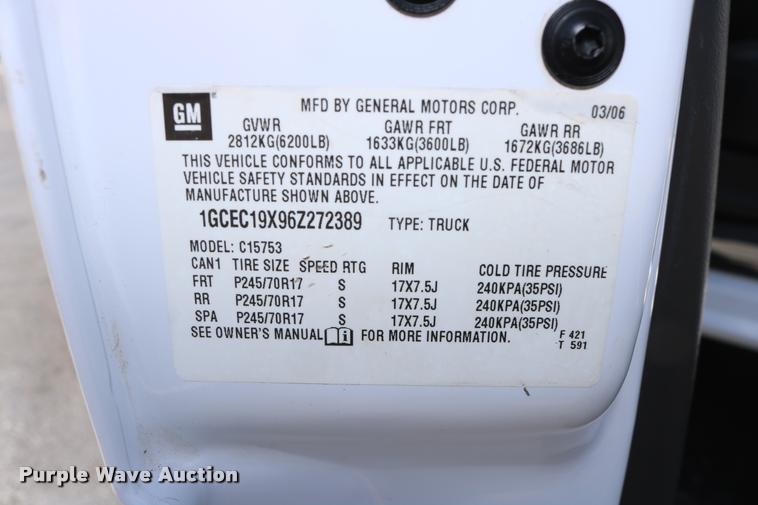 GM
MFD BY GENERAL MOTORS CORP. 03/06
GVWR GAWR FRT GAWR RR
2812KG(6200LB) 1633KG(3600LB) 1672KG(3686LB)
THIS VEHICLE CONFORMS TO ALL APPLICABLE U.S. FEDERAL MOTOR
VEHICLE SAFETY STANDARDS IN EFFECT ON THE DATE OF
MANUFACTURE SHOWN ABOVE.
1GCEC19X96Z272389 TYPE: TRUCK
MODEL: C15753
CAN1 TIRE SIZE SPEED RTG RIM COLD TIRE PRESSURE
FRT P245/70R17 S 17X7.5J 240KPA(35PSI)
RR P245/70R17 S 17X7.5J 240KPA(35PSI)
SPA P245/70R17 S 17X7.5J 240KPA(35PSI)
SEE OWNER'S MANUAL i FOR MORE INFORMATION. F 421
T 591
Purple Wave Auction